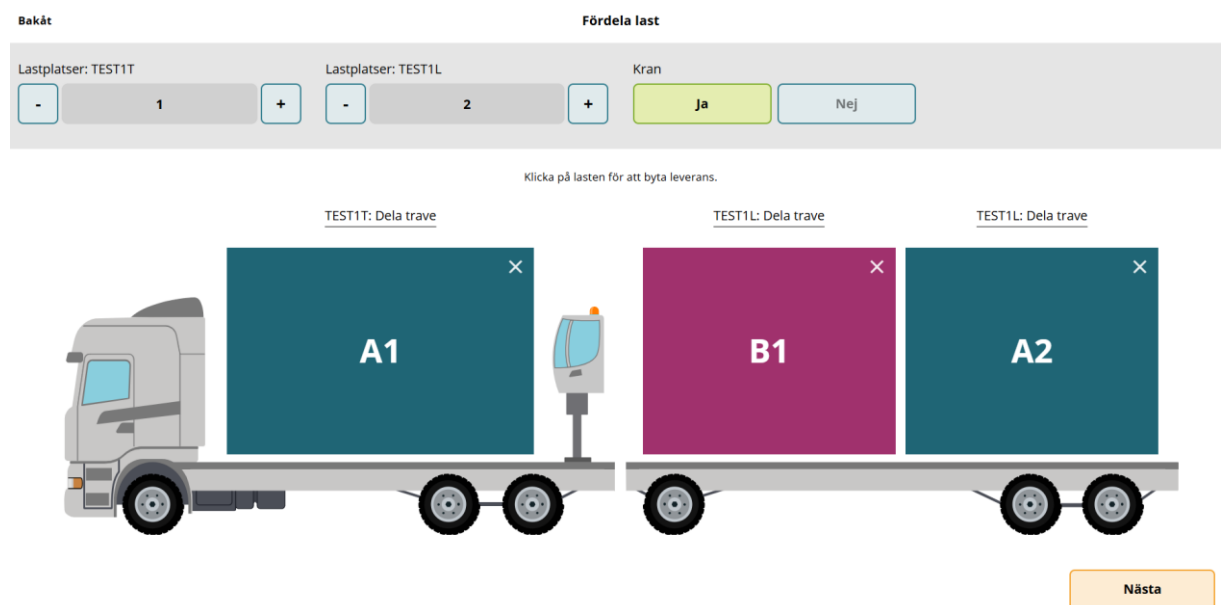 Bakåt
Fördela last
Lastplatser: TEST1T
Lastplatser: TEST1L
Kran
- 1 +
- 2 +
Ja
Nej
Klicka på lasten för att byta leverans.
TEST1T: Dela trave
TEST1L: Dela trave
TEST1L: Dela trave
A1
B1
A2
Nästa